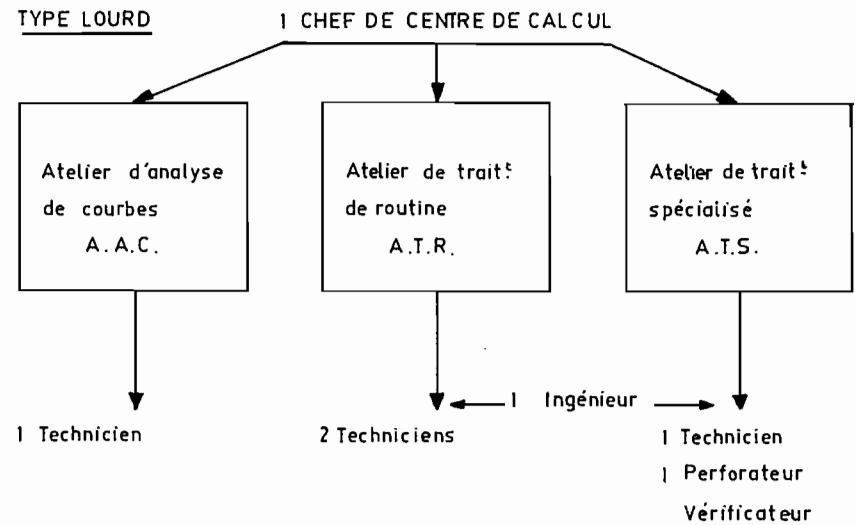 TYPE LOURD
1 CHEF DE CENTRE DE CALCUL
Atelier d'analyse
de courbes
A.A.C.
Atelier de trait.t
de routine
A.T.R.
Atelier de trait.t
spécialisé
A.T.S.
1 Ingénieur
1 Technicien
2 Techniciens
1 Technicien
1 Perforateur
Vérificateur